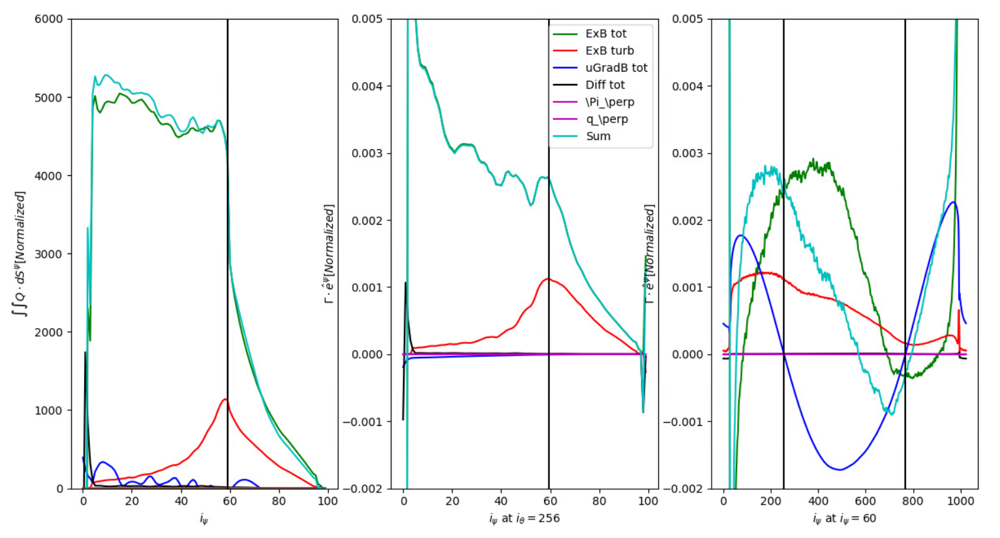 6000
5000
4000
3000
2000
1000
0
∫∫Q · dS^ψ[Normalized]
0 20 40 60 80 100
i_ψ
0.005
0.004
0.003
0.002
0.001
0.000
−0.001
−0.002
Γ · ê^ψ[Normalized]
0 20 40 60 80 100
i_ψ at i_θ = 256
ExB tot
ExB turb
uGradB tot
Diff tot
\Pi_\perp
q_\perp
Sum
0.005
0.004
0.003
0.002
0.001
0.000
−0.001
−0.002
Γ · ê^ψ[Normalized]
0 200 400 600 800 1000
i_ψ at i_ψ = 60